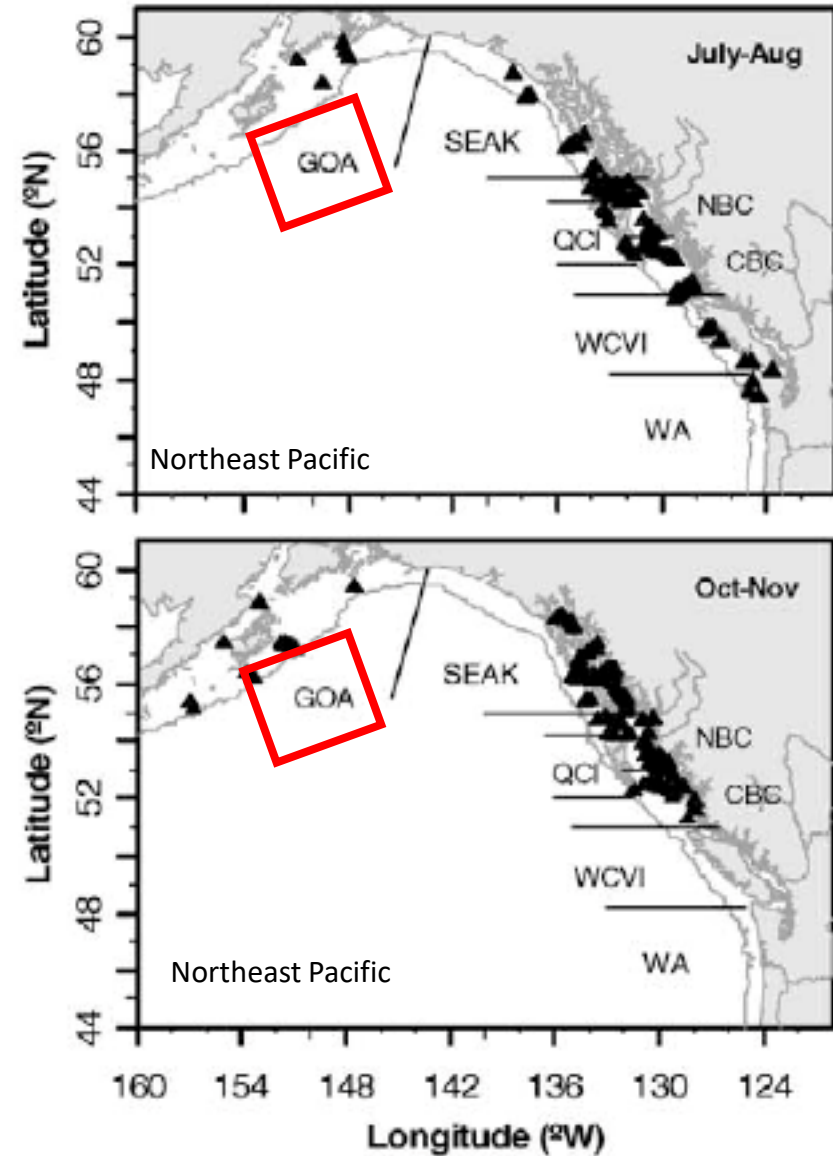 July-Aug
60
56
52
48
44
Latitude (ºN)
GOA
SEAK
NBC
QCI
CBC
WCVI
WA
Northeast Pacific
Oct-Nov
60
56
52
48
44
Latitude (ºN)
GOA
SEAK
NBC
QCI
CBC
WCVI
WA
Northeast Pacific
160 154 148 142 136 130 124
Longitude (ºW)